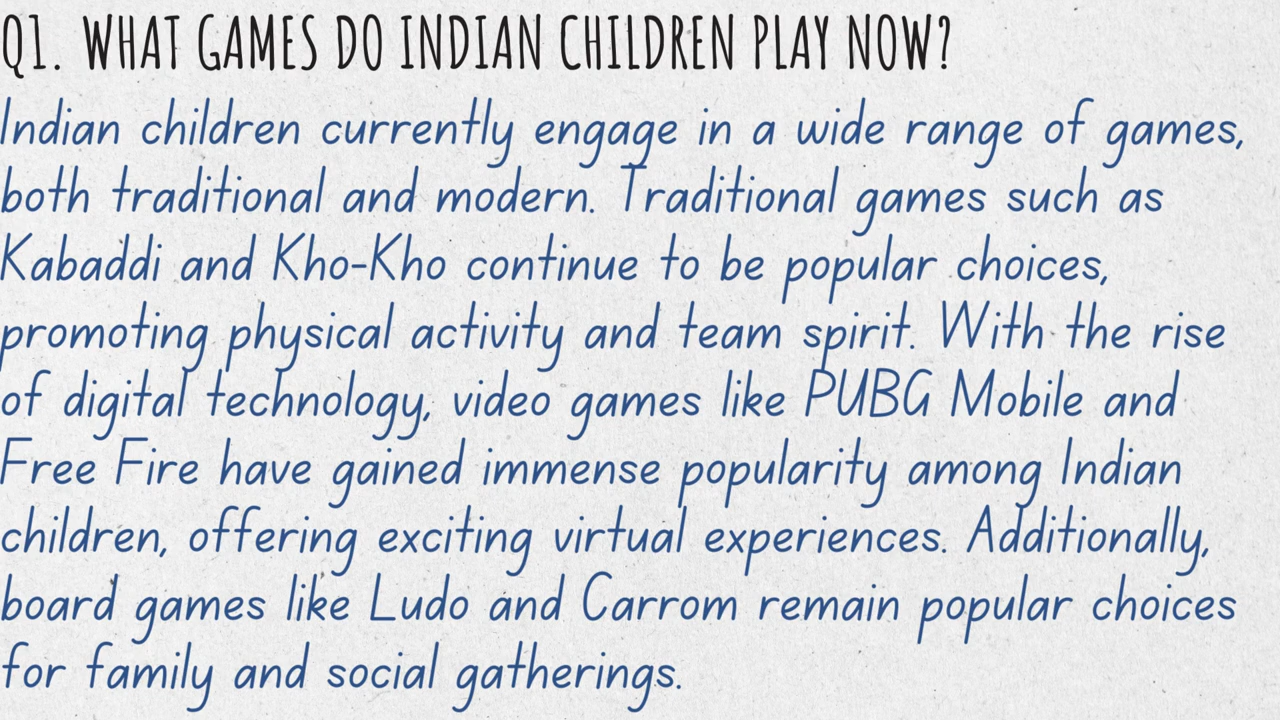 Q1. WHAT GAMES DO INDIAN CHILDREN PLAY NOW?
Indian children currently engage in a wide range of games,
both traditional and modern. Traditional games such as
Kabaddi and Kho-Kho continue to be popular choices,
promoting physical activity and team spirit. With the rise
of digital technology, video games like PUBG Mobile and
Free Fire have gained immense popularity among Indian
children, offering exciting virtual experiences. Additionally,
board games like Ludo and Carrom remain popular choices
for family and social gatherings.